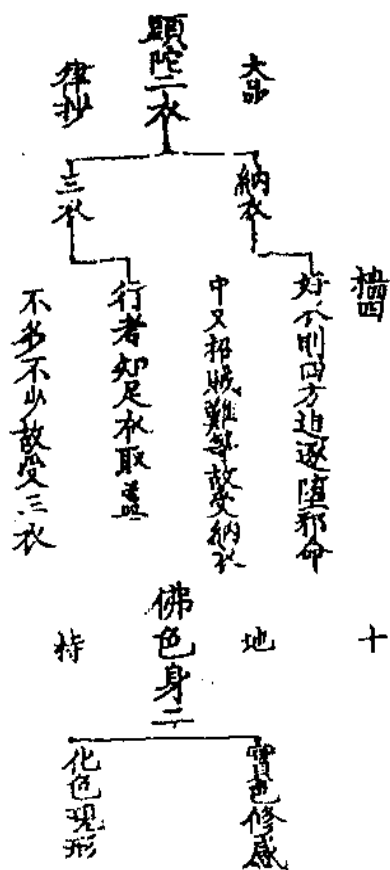 大品
律抄
頭陀二衣
納衣
好衣則四方追逐墮邪命
中又招賊難等故受納衣
三衣
行者知足衣取蓋
不多不少故受三衣
十
地
持
佛色身二
實色修感
化色現形